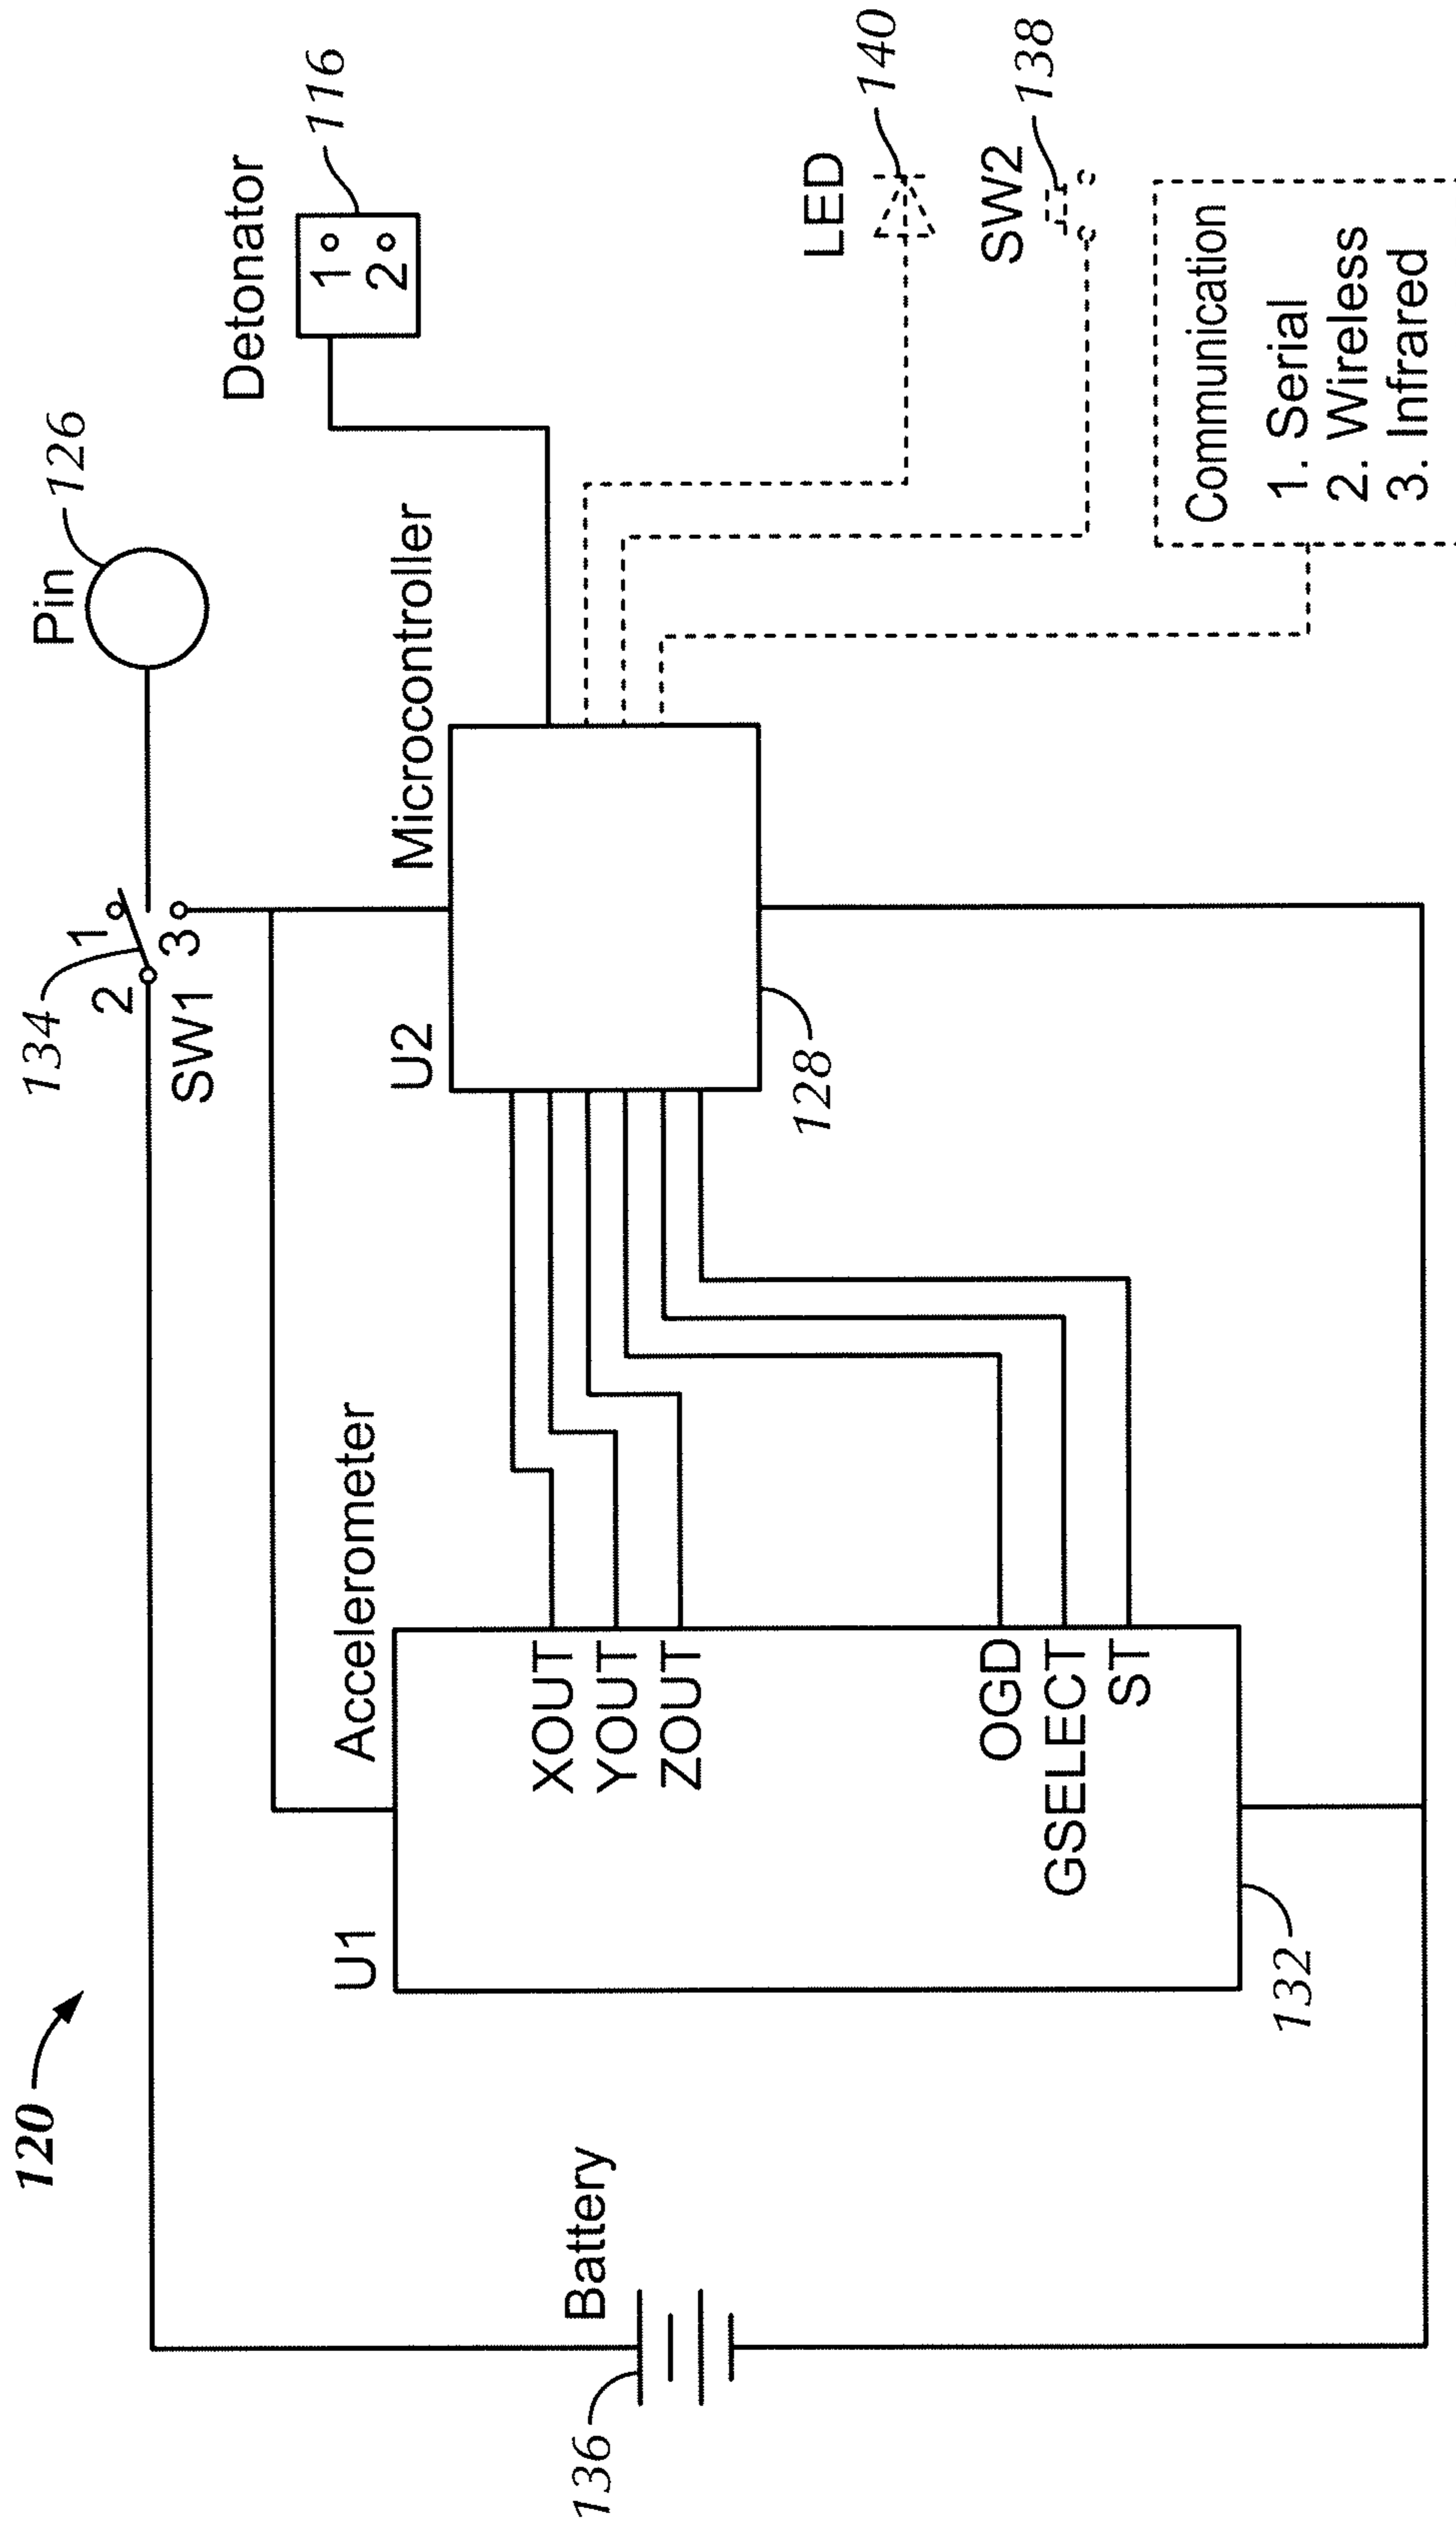 120
134
Pin
126
2
1
3
SW1
Detonator
116
1
2
Accelerometer
U1
XOUT
YOUT
ZOUT
OGD
GSELECT
ST
132
U2
Microcontroller
128
Battery
136
LED
140
SW2
138
Communication
1. Serial
2. Wireless
3. Infrared